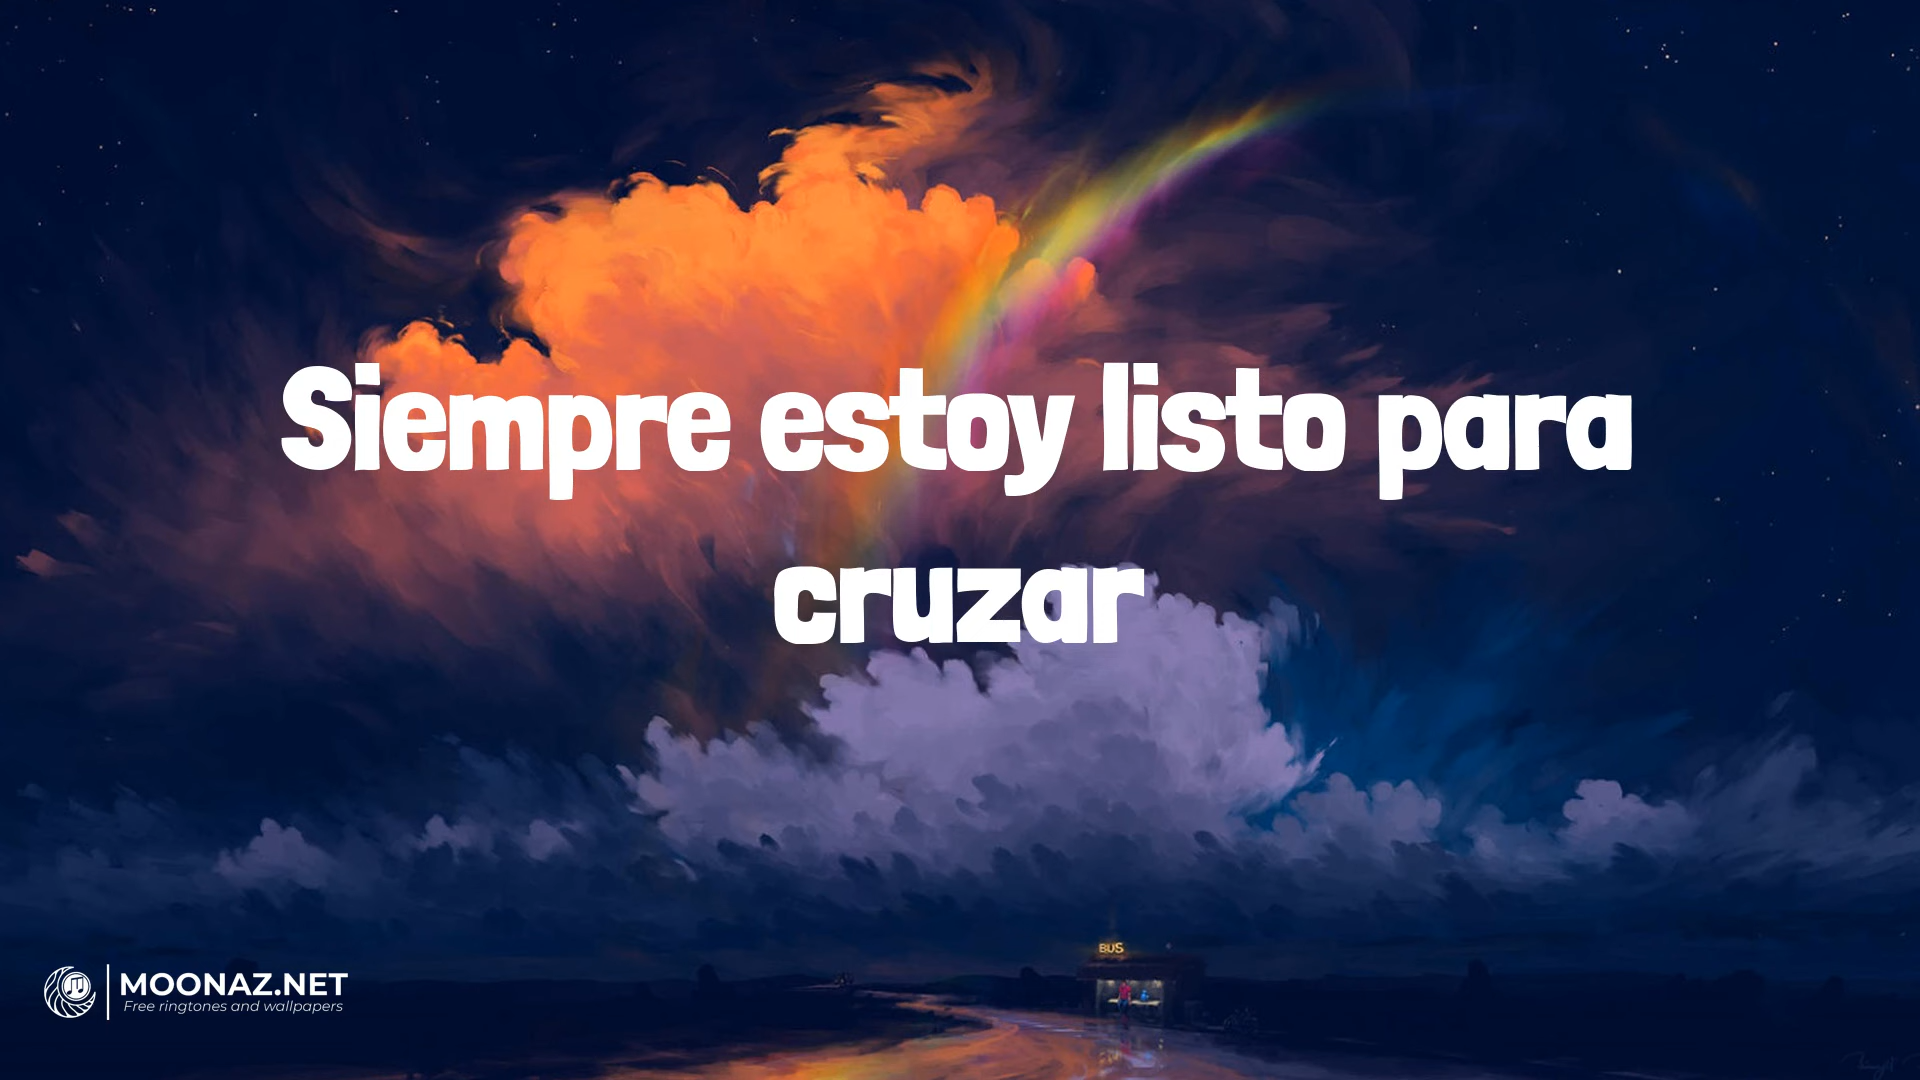 Siempre estoy listo para
cruzar
BUS
MOONAZ.NET
Free ringtones and wallpapers